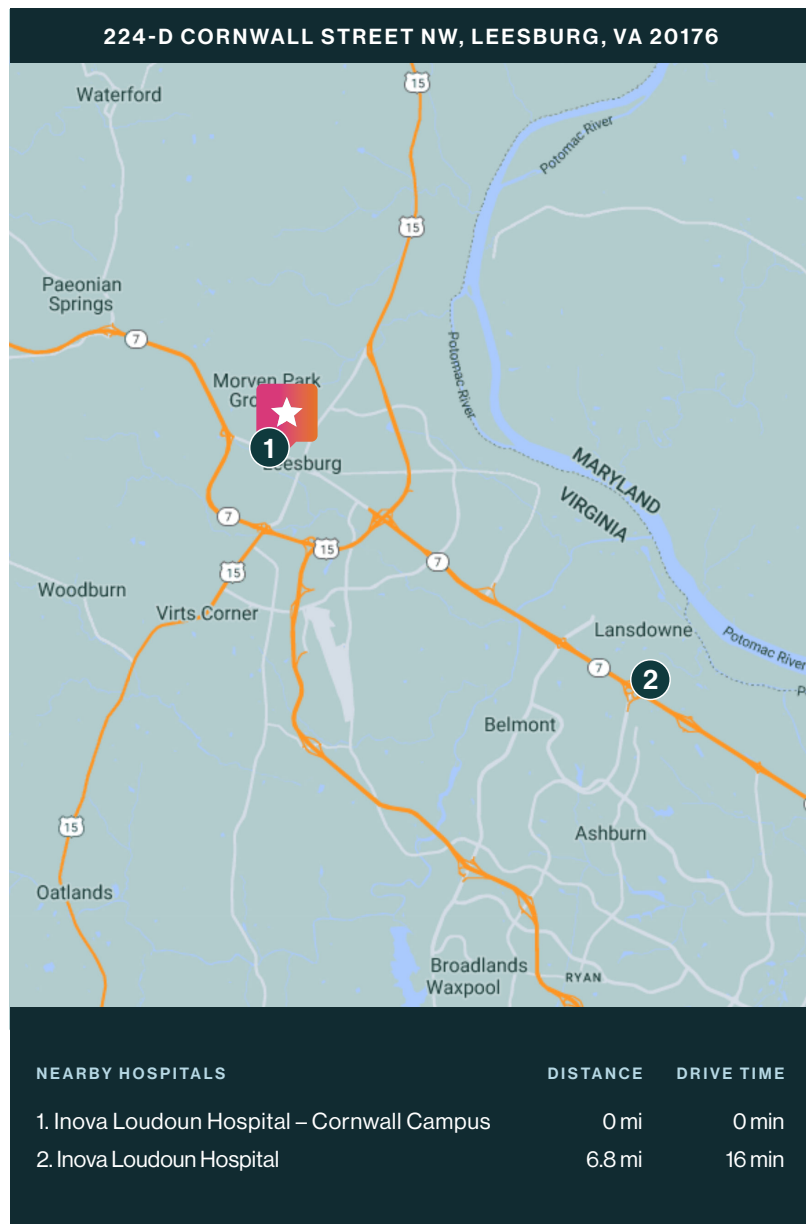 224-D CORNWALL STREET NW, LEESBURG, VA 20176
15
Waterford
Potomac River
15
Paeonian
Springs
7
Potomac River
Morven Park
1
Leesburg
MARYLAND
VIRGINIA
7
15
7
15
Woodburn
Virts Corner
Lansdowne
Potomac River
7
2
P
Belmont
15
Ashburn
Oatlands
Broadlands
Waxpool
RYAN
NEARBY HOSPITALS DISTANCE DRIVE TIME
1. Inova Loudoun Hospital – Cornwall Campus 0 mi 0 min
2. Inova Loudoun Hospital 6.8 mi 16 min